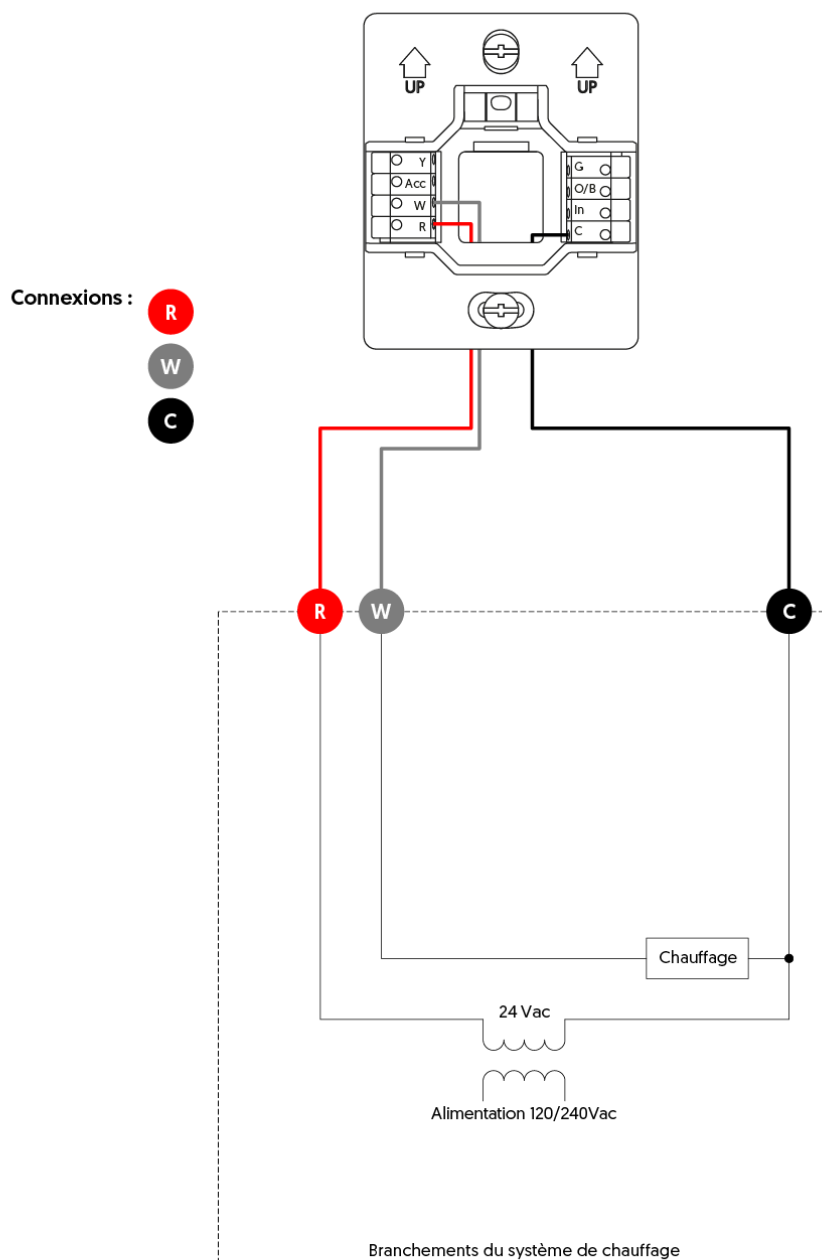 UP UP
Y G
Acc O/B
W In
R C
Connexions :
R
W
C
R W C
Chauffage
24 Vac
Alimentation 120/240Vac
Branchements du système de chauffage